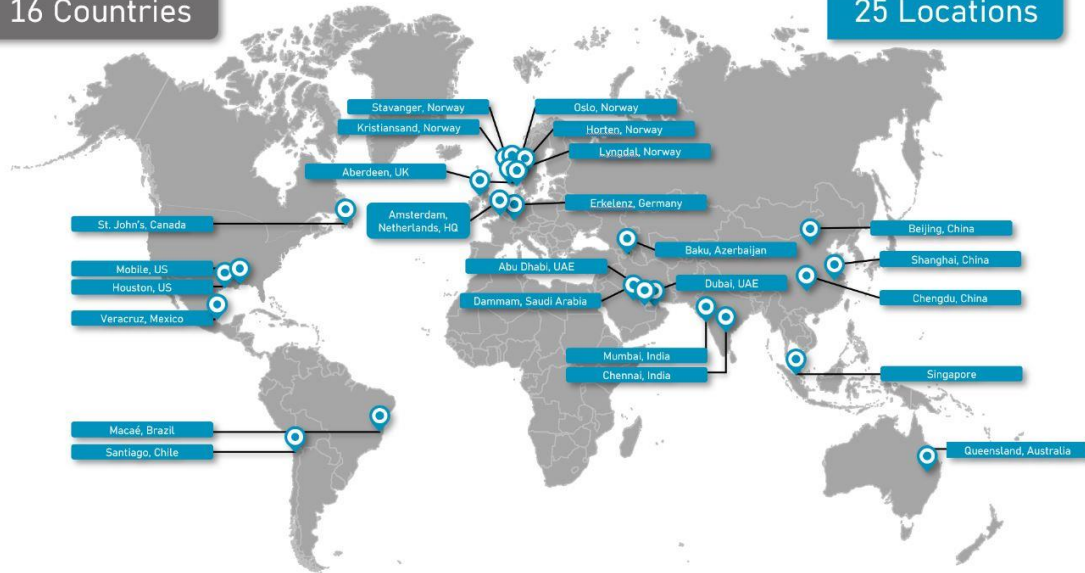 16 Countries
25 Locations
Stavanger, Norway
Oslo, Norway
Kristiansand, Norway
Horten, Norway
Lyngdal, Norway
Aberdeen, UK
Amsterdam,
Netherlands, HQ
Erkelenz, Germany
St. John's, Canada
Beijing, China
Baku, Azerbaijan
Shanghai, China
Mobile, US
Abu Dhabi, UAE
Houston, US
Dubai, UAE
Dammam, Saudi Arabia
Chengdu, China
Veracruz, Mexico
Mumbai, India
Chennai, India
Singapore
Macaé, Brazil
Santiago, Chile
Queensland, Australia